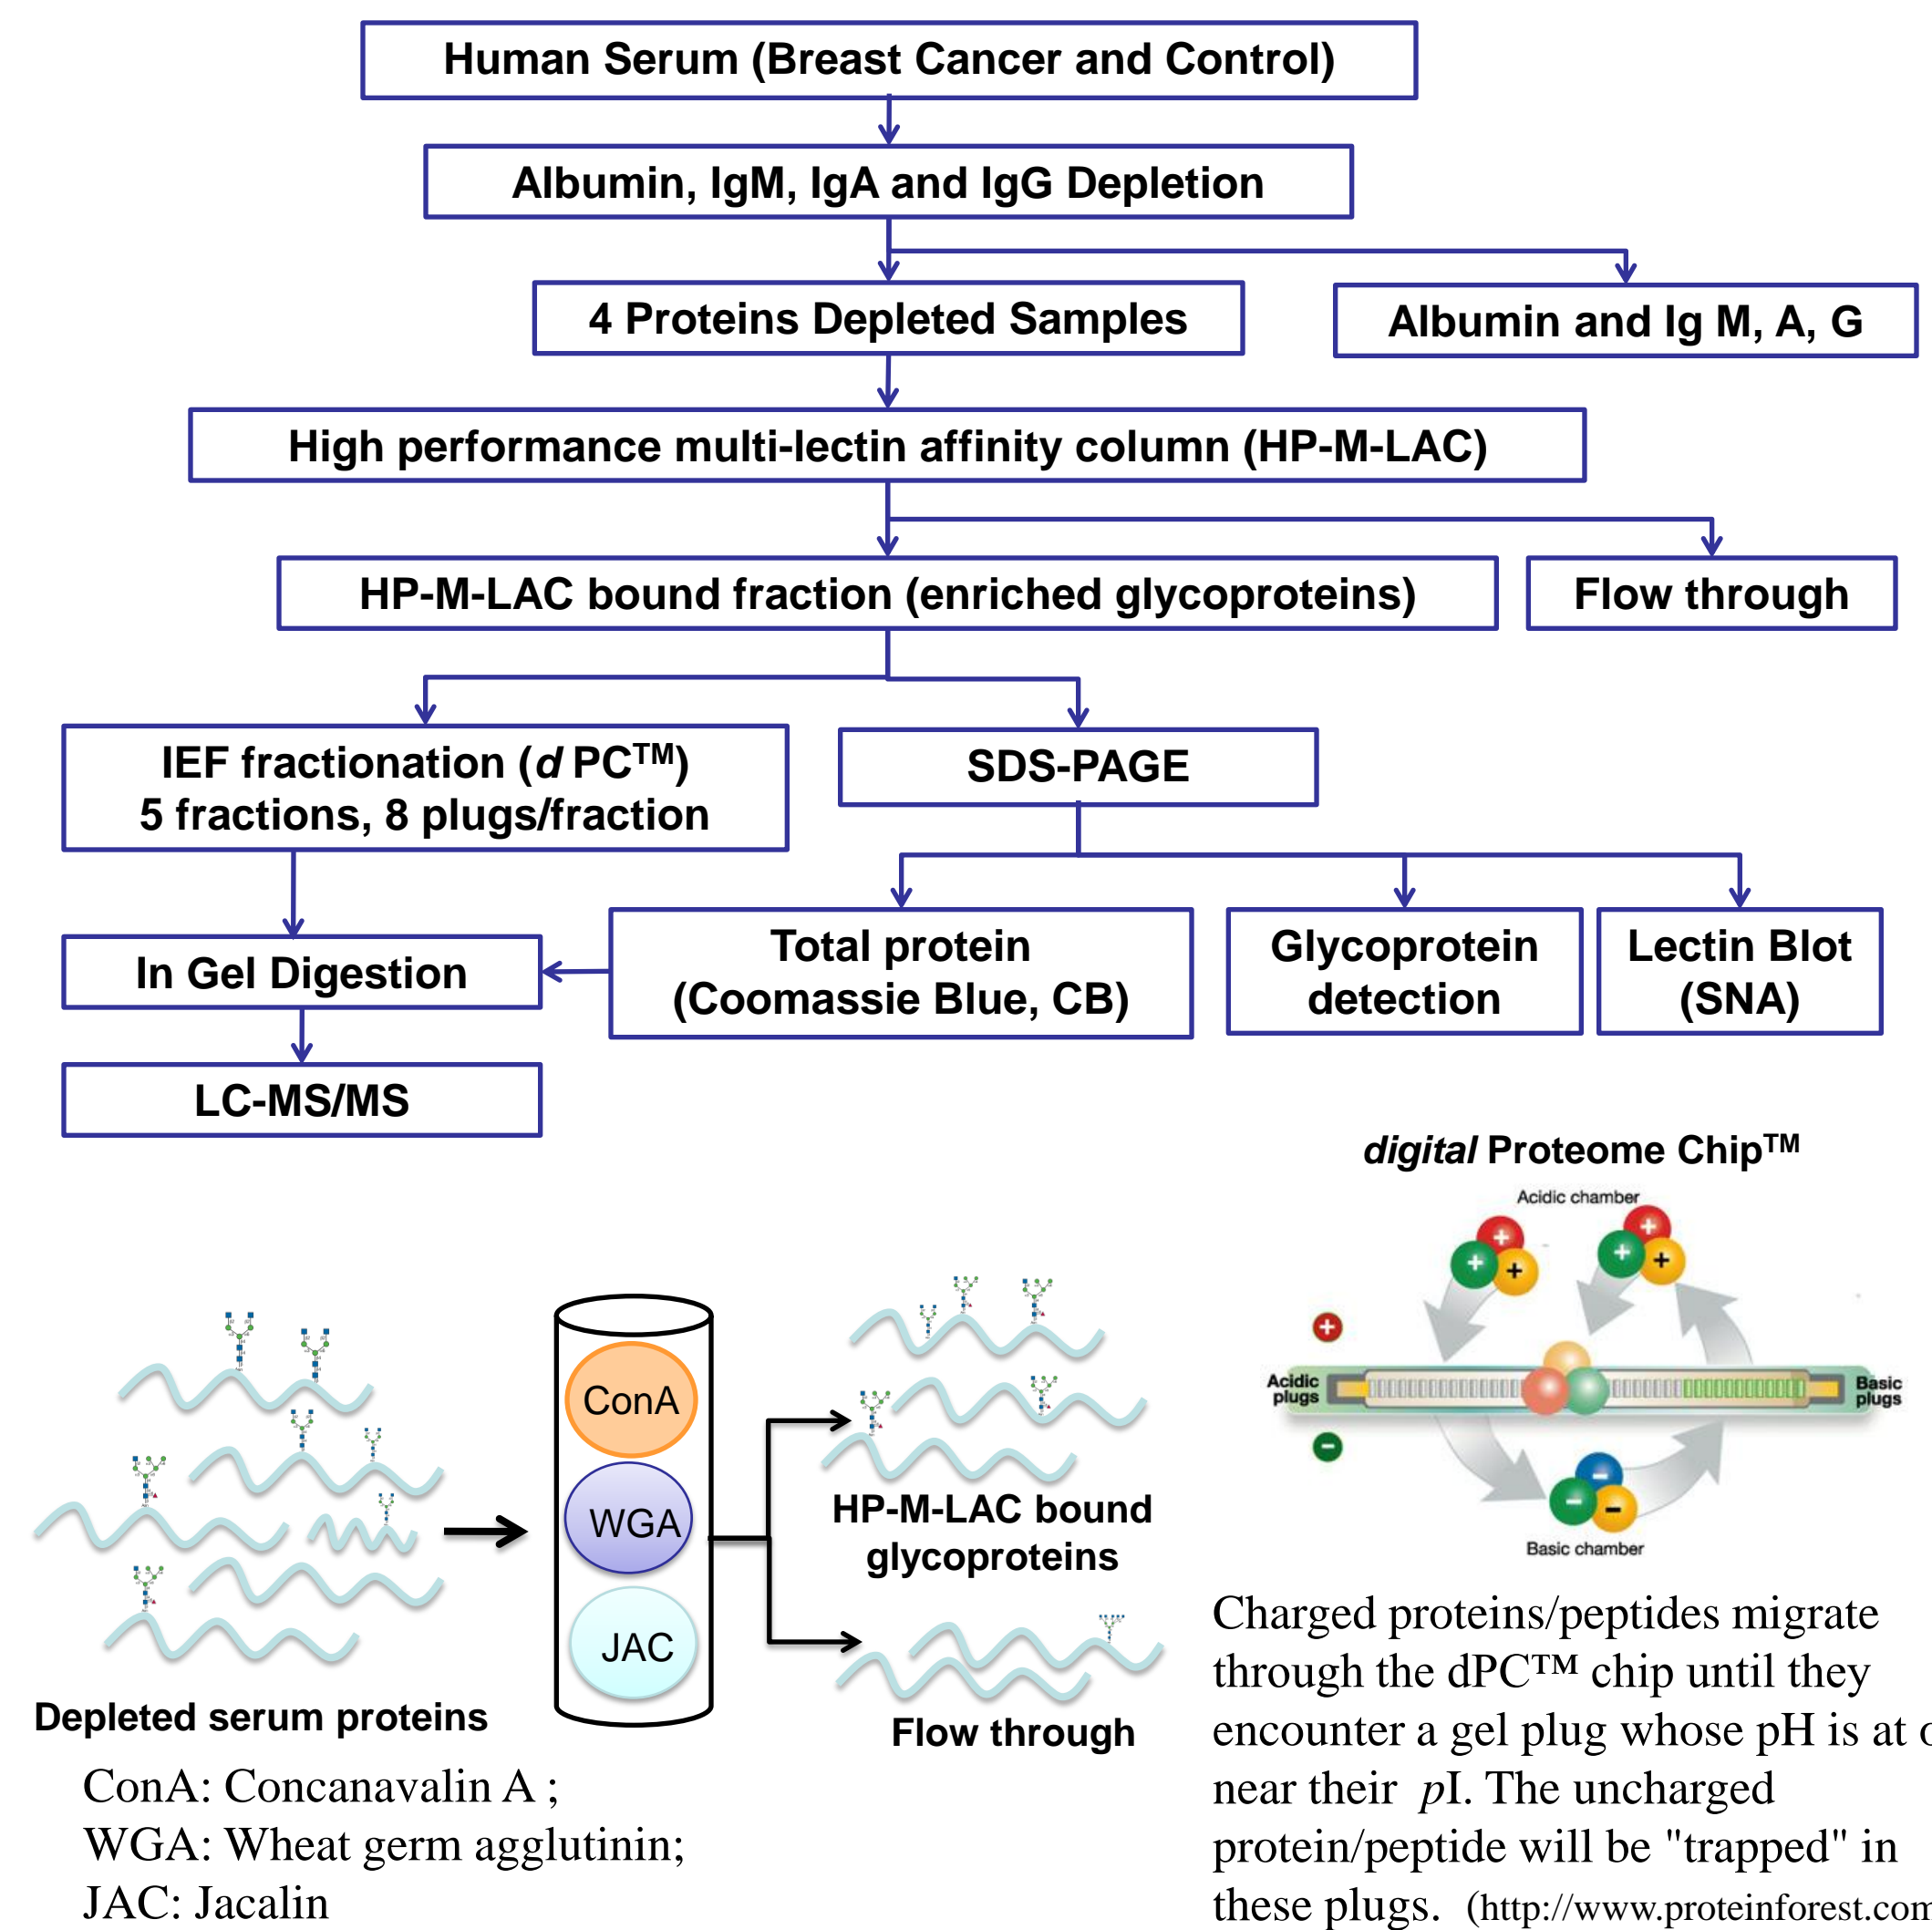 Human Serum (Breast Cancer and Control)
Albumin, IgM, IgA and IgG Depletion
4 Proteins Depleted Samples
Albumin and Ig M, A, G
High performance multi-lectin affinity column (HP-M-LAC)
HP-M-LAC bound fraction (enriched glycoproteins)
Flow through
IEF fractionation (d PC™)
5 fractions, 8 plugs/fraction
SDS-PAGE
In Gel Digestion
Total protein
(Coomassie Blue, CB)
Glycoprotein
detection
Lectin Blot
(SNA)
LC-MS/MS
digital Proteome Chip™
Acidic chamber
+ + +
+ + +
+
Acidic
plugs
Basic
plugs
−
− − −
Basic chamber
ConA
WGA
JAC
HP-M-LAC bound
glycoproteins
Flow through
Depleted serum proteins
ConA: Concanavalin A ;
WGA: Wheat germ agglutinin;
JAC: Jacalin
Charged proteins/peptides migrate
through the dPC™ chip until they
encounter a gel plug whose pH is at
near their pI. The uncharged
protein/peptide will be "trapped" in
these plugs. (http://www.proteinforest.com